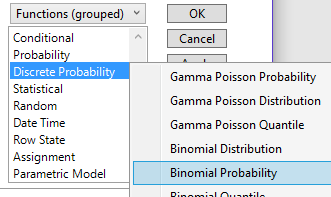 Functions (grouped)
OK
Conditional
Cancel
Probability
Discrete Probability
Statistical
Random
Date Time
Row State
Assignment
Parametric Model
Gamma Poisson Probability
Gamma Poisson Distribution
Gamma Poisson Quantile
Binomial Distribution
Binomial Probability
Binomial Quantile